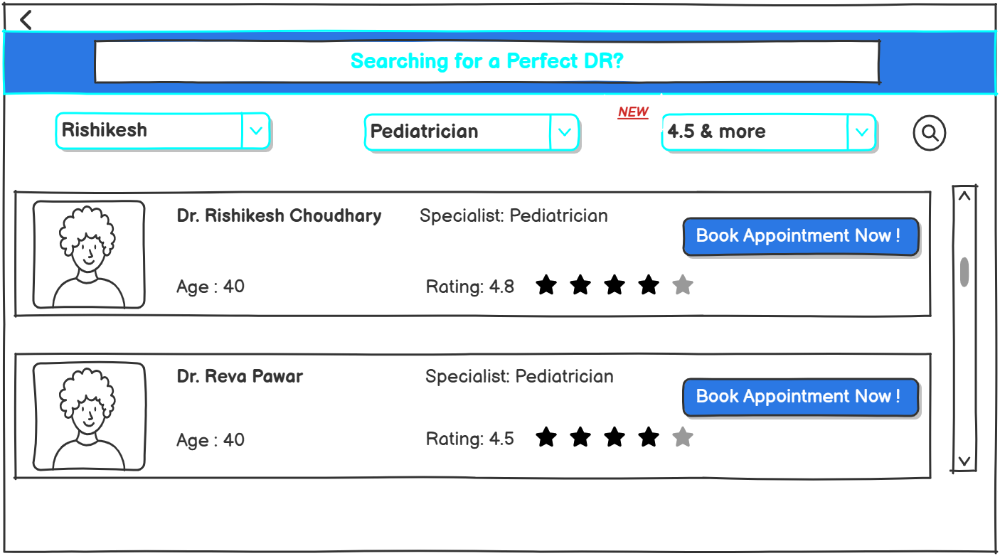 Searching for a Perfect DR?
Rishikesh
Pediatrician
NEW
4.5 & more
Dr. Rishikesh Choudhary
Specialist: Pediatrician
Book Appointment Now !
Age : 40
Rating: 4.8
Dr. Reva Pawar
Specialist: Pediatrician
Book Appointment Now !
Age : 40
Rating: 4.5